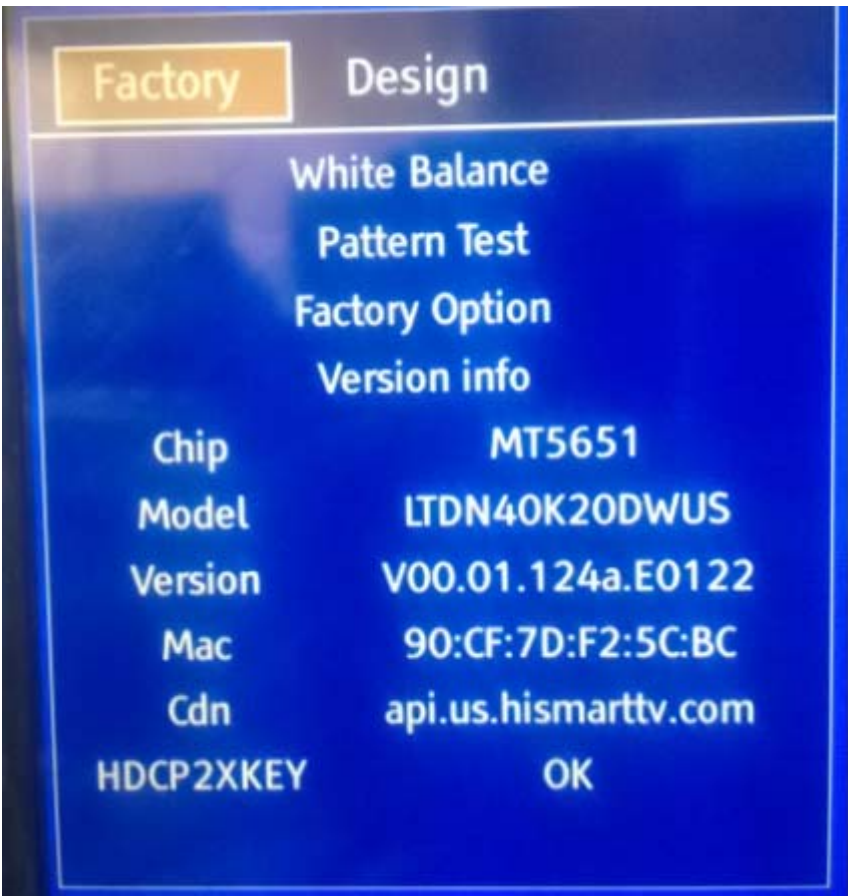 Factory Design
White Balance
Pattern Test
Factory Option
Version info
Chip MT5651
Model LTDN40K20DWUS
Version V00.01.124a.E0122
Mac 90:CF:7D:F2:5C:BC
Cdn api.us.hismarttv.com
HDCP2XKEY OK